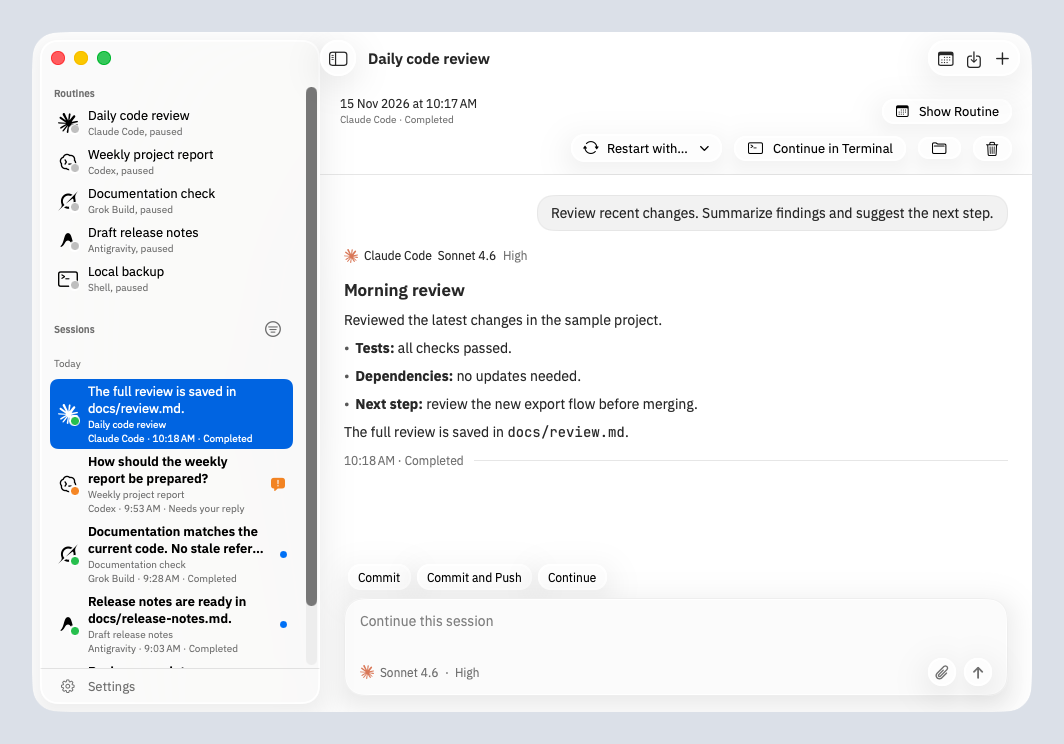 Routines
Daily code review
Claude Code, paused
Weekly project report
Codex, paused
Documentation check
Grok Build, paused
Draft release notes
Antigravity, paused
Local backup
Shell, paused
Sessions
Today
The full review is saved in
docs/review.md.
Daily code review
Claude Code · 10:18 AM · Completed
How should the weekly
report be prepared?
Weekly project report
Codex · 9:53 AM · Needs your reply
Documentation matches the
current code. No stale refer...
Documentation check
Grok Build · 9:28 AM · Completed
Release notes are ready in
docs/release-notes.md.
Draft release notes
Antigravity · 9:03 AM · Completed
Settings
Daily code review
15 Nov 2026 at 10:17 AM
Claude Code · Completed
Show Routine
Restart with...
Continue in Terminal
Review recent changes. Summarize findings and suggest the next step.
Claude Code Sonnet 4.6 High
Morning review
Reviewed the latest changes in the sample project.
• Tests: all checks passed.
• Dependencies: no updates needed.
• Next step: review the new export flow before merging.
The full review is saved in docs/review.md.
10:18 AM · Completed
Commit
Commit and Push
Continue
Continue this session
Sonnet 4.6 · High